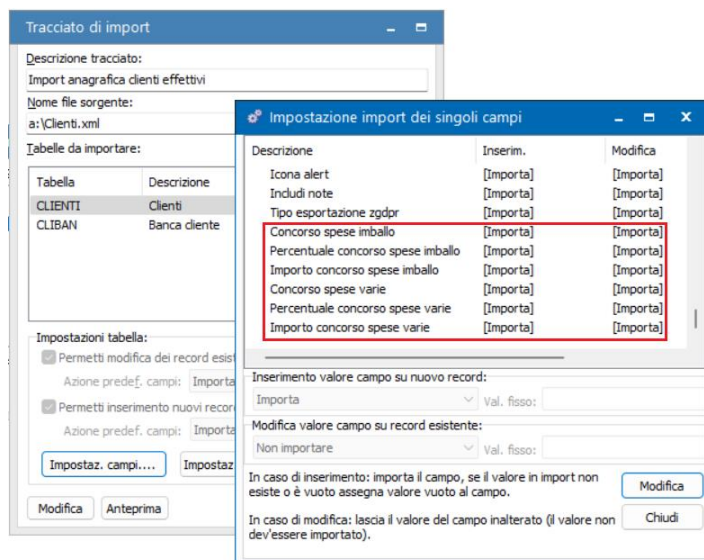 Tracciato di import
Descrizione tracciato:
Import anagrafica clienti effettivi
Nome file sorgente:
a:\Clienti.xml
Tabelle da importare:
Tabella Descrizione
CLIENTI Clienti
CLIBAN Banca cliente
Impostazioni tabella:
Permetti modifica dei record esist
Azione predef. campi: Importa
Permetti inserimento nuovi recor
Azione predef. campi: Importa
Impostaz. campi.... Impostaz
Modifica Anteprima
Impostazione import dei singoli campi
Descrizione Inserim. Modifica
Icona alert [Importa] [Importa]
Includi note [Importa] [Importa]
Tipo esportazione zgdpr [Importa] [Importa]
Concorso spese imballo [Importa] [Importa]
Percentuale concorso spese imballo [Importa] [Importa]
Importo concorso spese imballo [Importa] [Importa]
Concorso spese varie [Importa] [Importa]
Percentuale concorso spese varie [Importa] [Importa]
Importo concorso spese varie [Importa] [Importa]
Inserimento valore campo su nuovo record:
Importa Val. fisso:
Modifica valore campo su record esistente:
Non importare Val. fisso:
In caso di inserimento: importa il campo, se il valore in import non
esiste o è vuoto assegna valore vuoto al campo.
Modifica
In caso di modifica: lascia il valore del campo inalterato (il valore non
dev'essere importato).
Chiudi